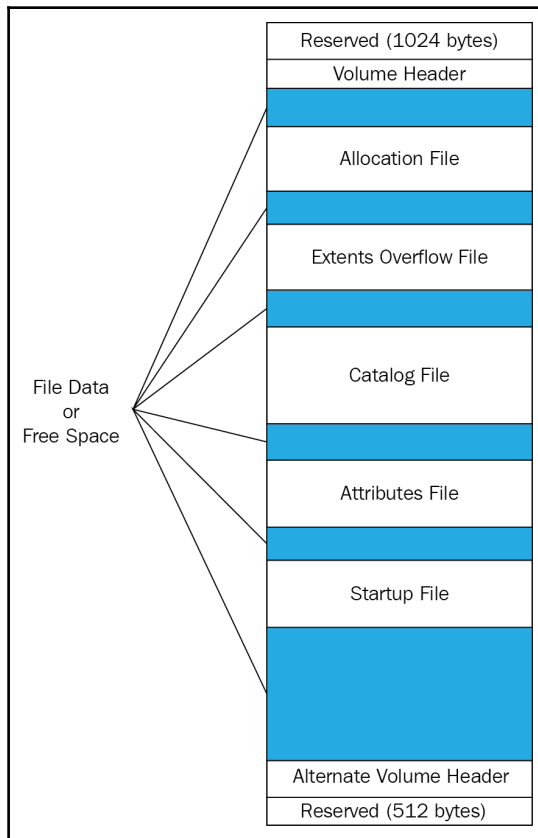 Reserved (1024 bytes)
Volume Header
Allocation File
Extents Overflow File
Catalog File
File Data
or
Free Space
Attributes File
Startup File
Alternate Volume Header
Reserved (512 bytes)